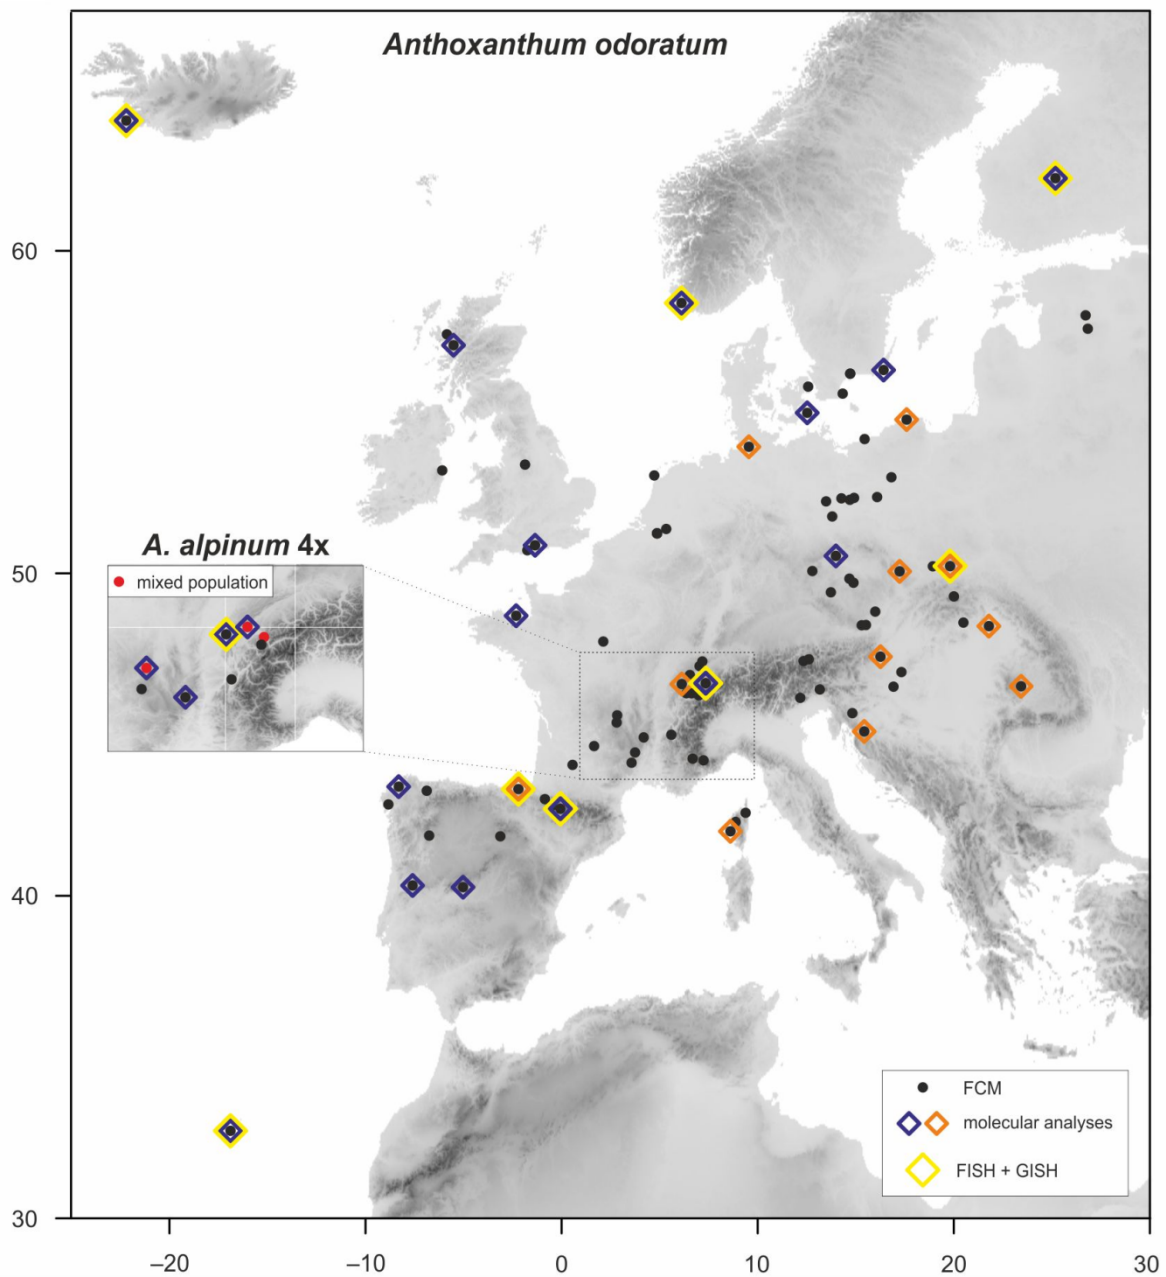 Anthoxanthum odoratum
60
50
40
30
A. alpinum 4x
mixed population
FCM
molecular analyses
FISH + GISH
–20
–10
0
10
20
30